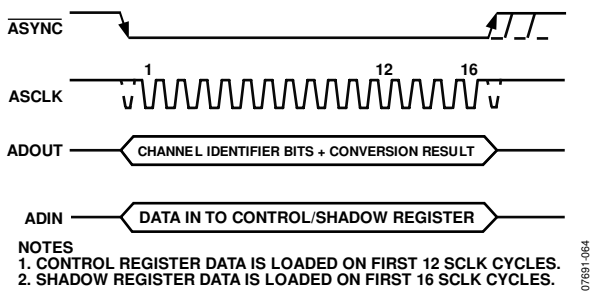 ASYNC
1 12 16
ASCLK
ADOUT CHANNEL IDENTIFIER BITS + CONVERSION RESULT
ADIN DATA IN TO CONTROL/SHADOW REGISTER
NOTES
1. CONTROL REGISTER DATA IS LOADED ON FIRST 12 SCLK CYCLES.
2. SHADOW REGISTER DATA IS LOADED ON FIRST 16 SCLK CYCLES.
07691-064